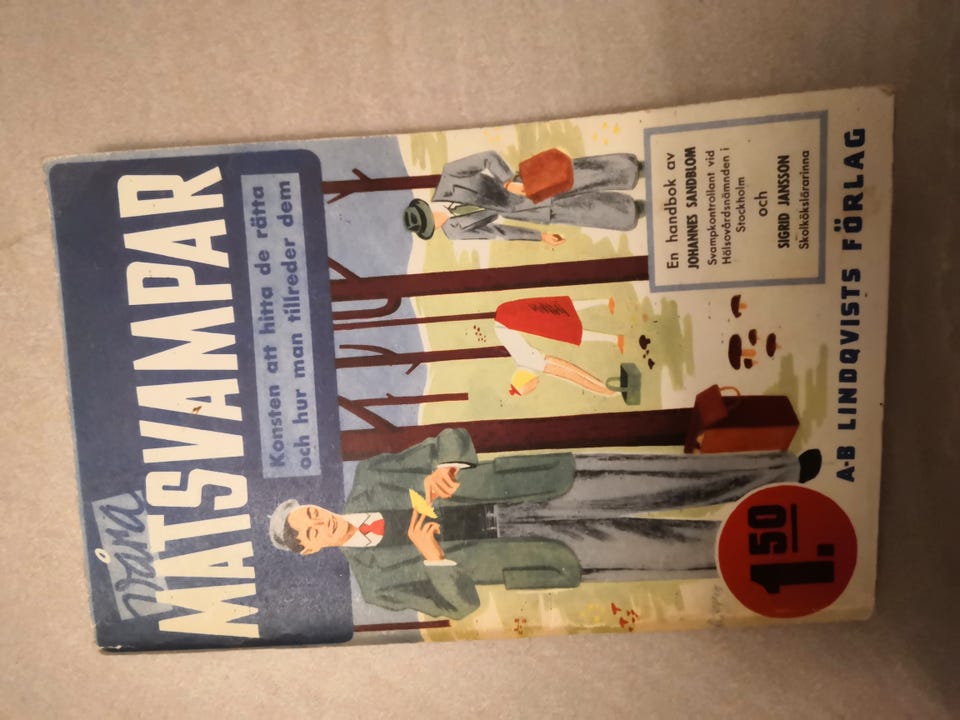 våra
MATSVAMPAR
Konsten att hitta de rätta
och hur man tillreder dem
En handbok av
JOHANNES SANDBLOM
Svampkontrollant vid
Hälsovårdsnämnden i
Stockholm
och
SIGRID JANSSON
Skolkökslärarinna
1.50
A-B LINDQVISTS FÖRLAG